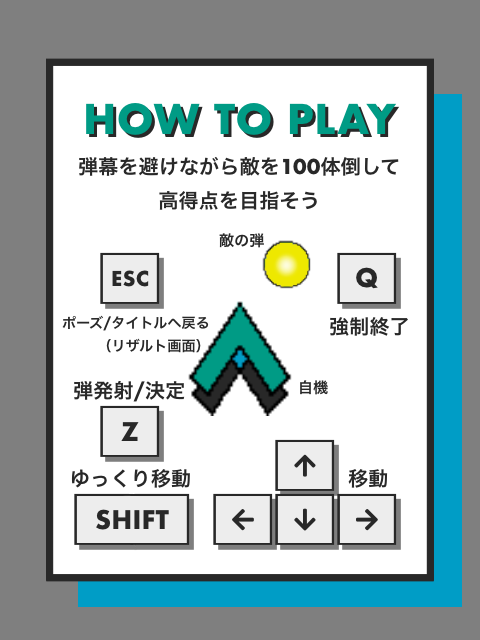 HOW TO PLAY
弾幕を避けながら敵を100体倒して
高得点を目指そう
敵の弾
ESC
Q
ポーズ/タイトルへ戻る
（リザルト画面）
強制終了
自機
弾発射/決定
Z
ゆっくり移動
移動
SHIFT
↑
← ↓ →